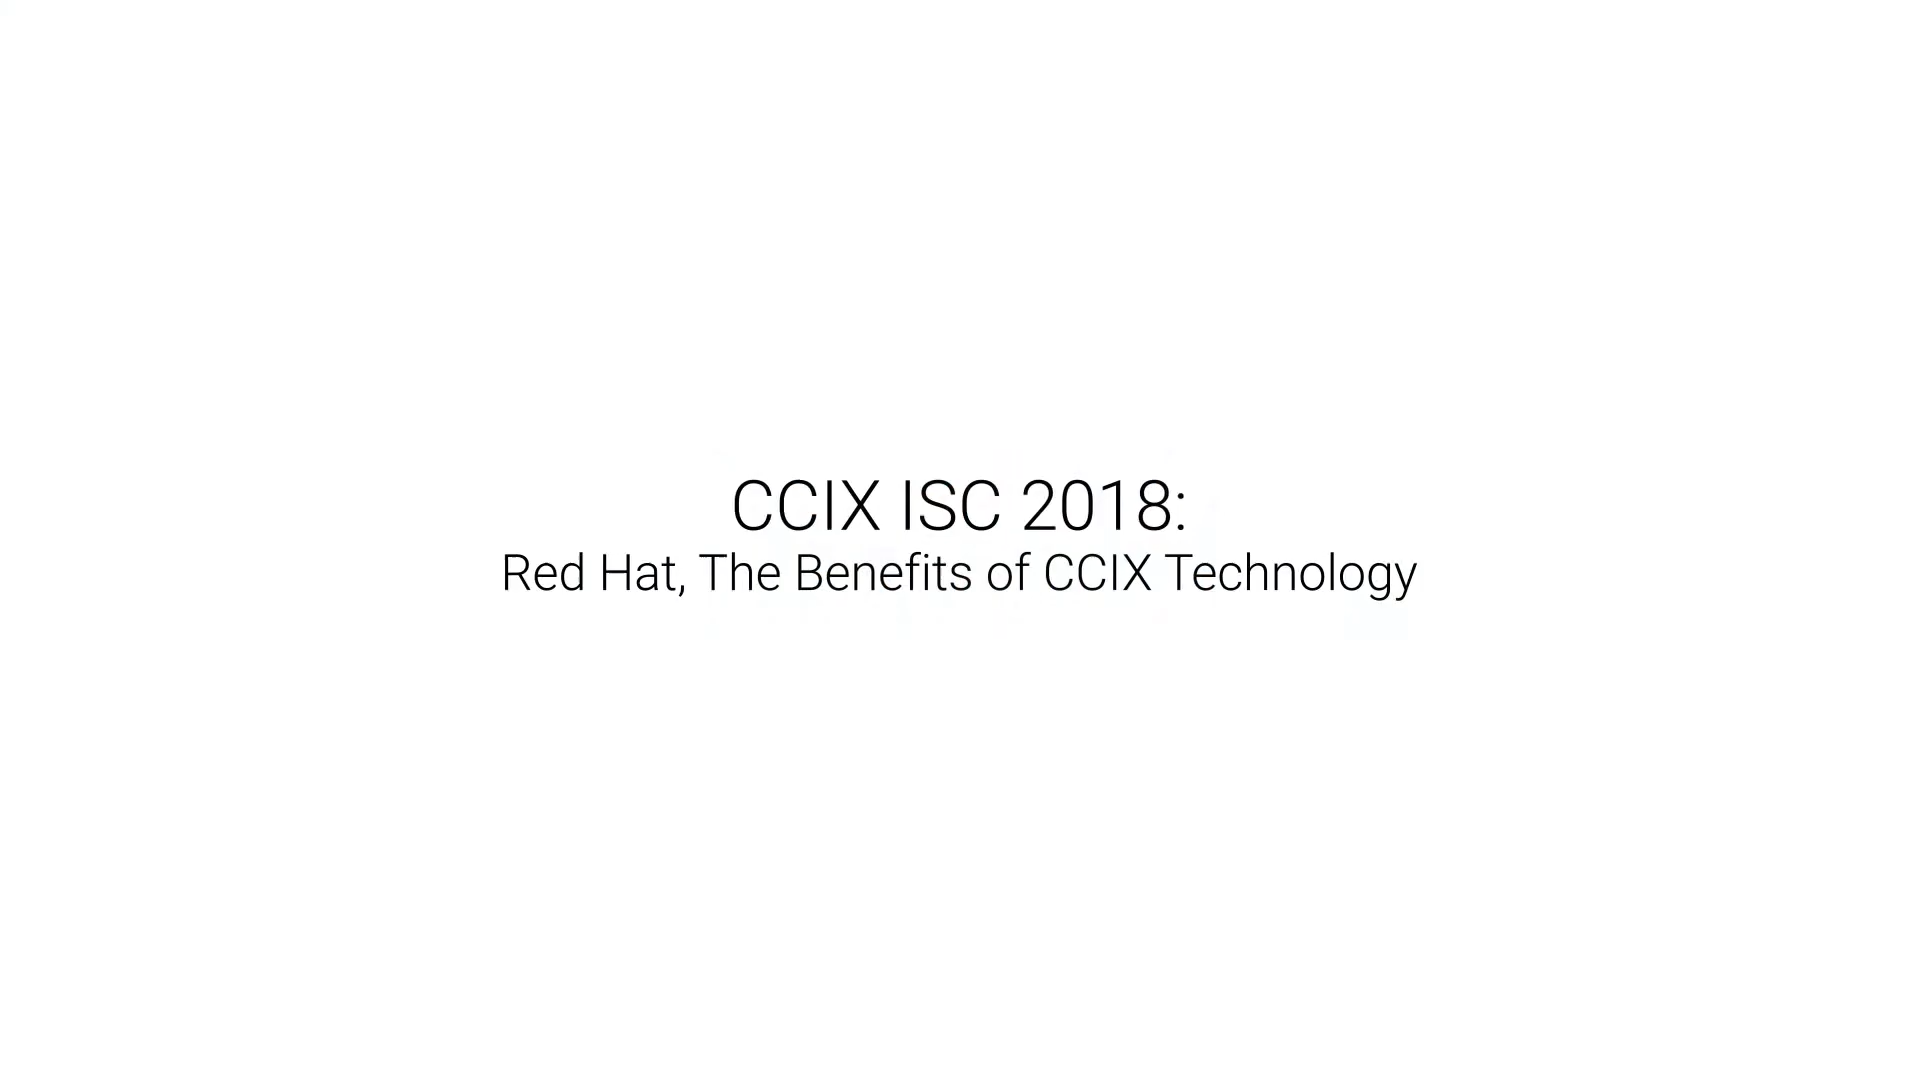 CCIX ISC 2018:
Red Hat, The Benefits of CCIX Technology